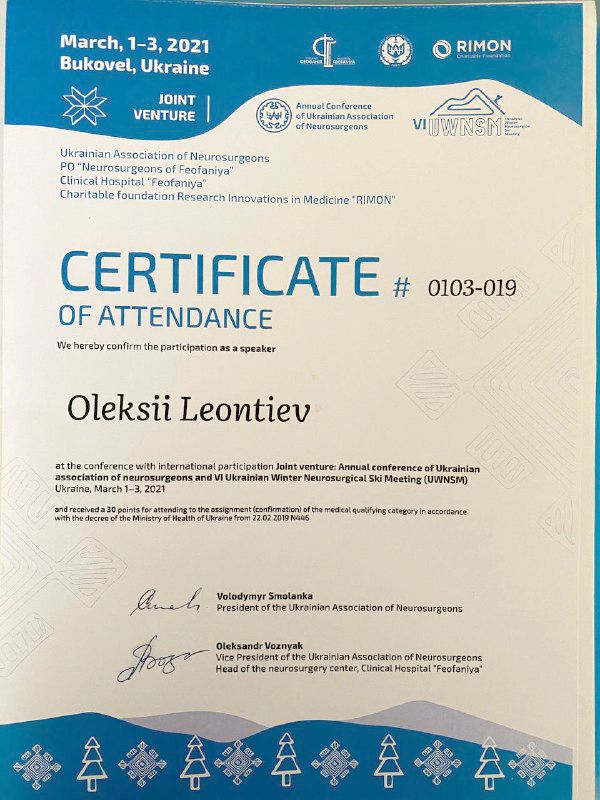 March, 1–3, 2021
Bukovel, Ukraine
FEOFANIYA
RIMON
Charitable Foundation
JOINT
VENTURE
Annual Conference
of Ukrainian Association
of Neurosurgeons
VI UWNSM
Ukrainian
Winter
Neurosurgical
Ski
Meeting
Ukrainian Association of Neurosurgeons
PO “Neurosurgeons of Feofaniya”
Clinical Hospital “Feofaniya”
Charitable foundation Research Innovations in Medicine “RIMON”
CERTIFICATE # 0103-019
OF ATTENDANCE
We hereby confirm the participation as a speaker
Oleksii Leontiev
at the conference with international participation Joint venture: Annual conference of Ukrainian
association of neurosurgeons and VI Ukrainian Winter Neurosurgical Ski Meeting (UWNSM)
Ukraine, March 1–3, 2021
and received a 30 points for attending to the assignment (confirmation) of the medical qualifying category in accordance
with the decree of the Ministry of Health of Ukraine from 22.02.2019 N446
Volodymyr Smolanka
President of the Ukrainian Association of Neurosurgeons
Oleksandr Voznyak
Vice President of the Ukrainian Association of Neurosurgeons
Head of the neurosurgery center, Clinical Hospital “Feofaniya”